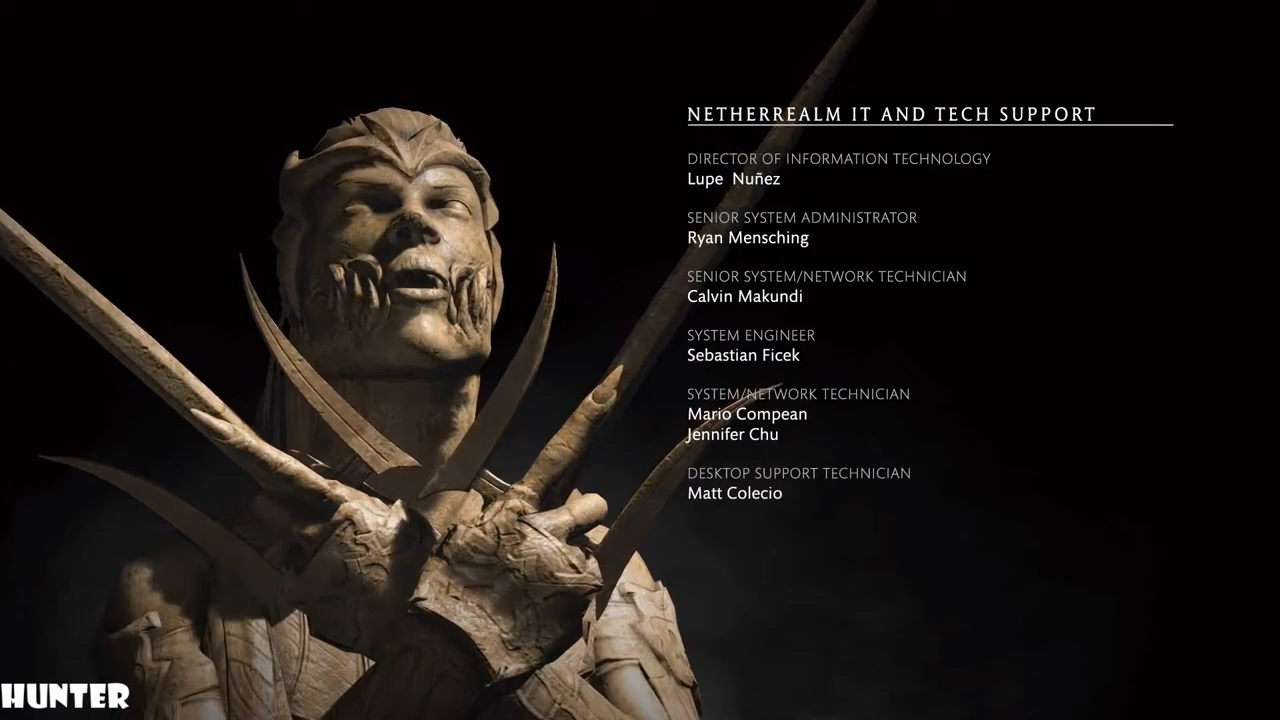 NETHERREALM IT AND TECH SUPPORT
DIRECTOR OF INFORMATION TECHNOLOGY
Lupe Nuñez
SENIOR SYSTEM ADMINISTRATOR
Ryan Mensching
SENIOR SYSTEM/NETWORK TECHNICIAN
Calvin Makundi
SYSTEM ENGINEER
Sebastian Ficek
SYSTEM/NETWORK TECHNICIAN
Mario Compean
Jennifer Chu
DESKTOP SUPPORT TECHNICIAN
Matt Colecio
HUNTER